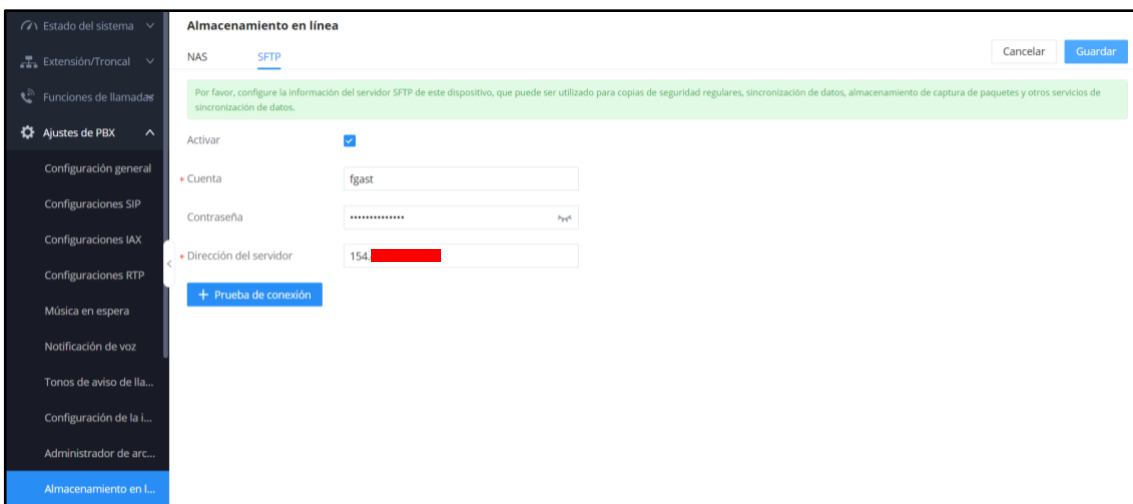 Estado del sistema
Extensión/Troncal
Funciones de llamadas
Ajustes de PBX
Configuración general
Configuraciones SIP
Configuraciones IAX
Configuraciones RTP
Música en espera
Notificación de voz
Tonos de aviso de lla...
Configuración de la i...
Administrador de arc...
Almacenamiento en l...
Almacenamiento en línea
NAS SFTP
Cancelar Guardar
Por favor, configure la información del servidor SFTP de este dispositivo, que puede ser utilizado para copias de seguridad regulares, sincronización de datos, almacenamiento de captura de paquetes y otros servicios de
sincronización de datos.
Activar
* Cuenta fgast
Contraseña ••••••••••••••
* Dirección del servidor 154.
+ Prueba de conexión